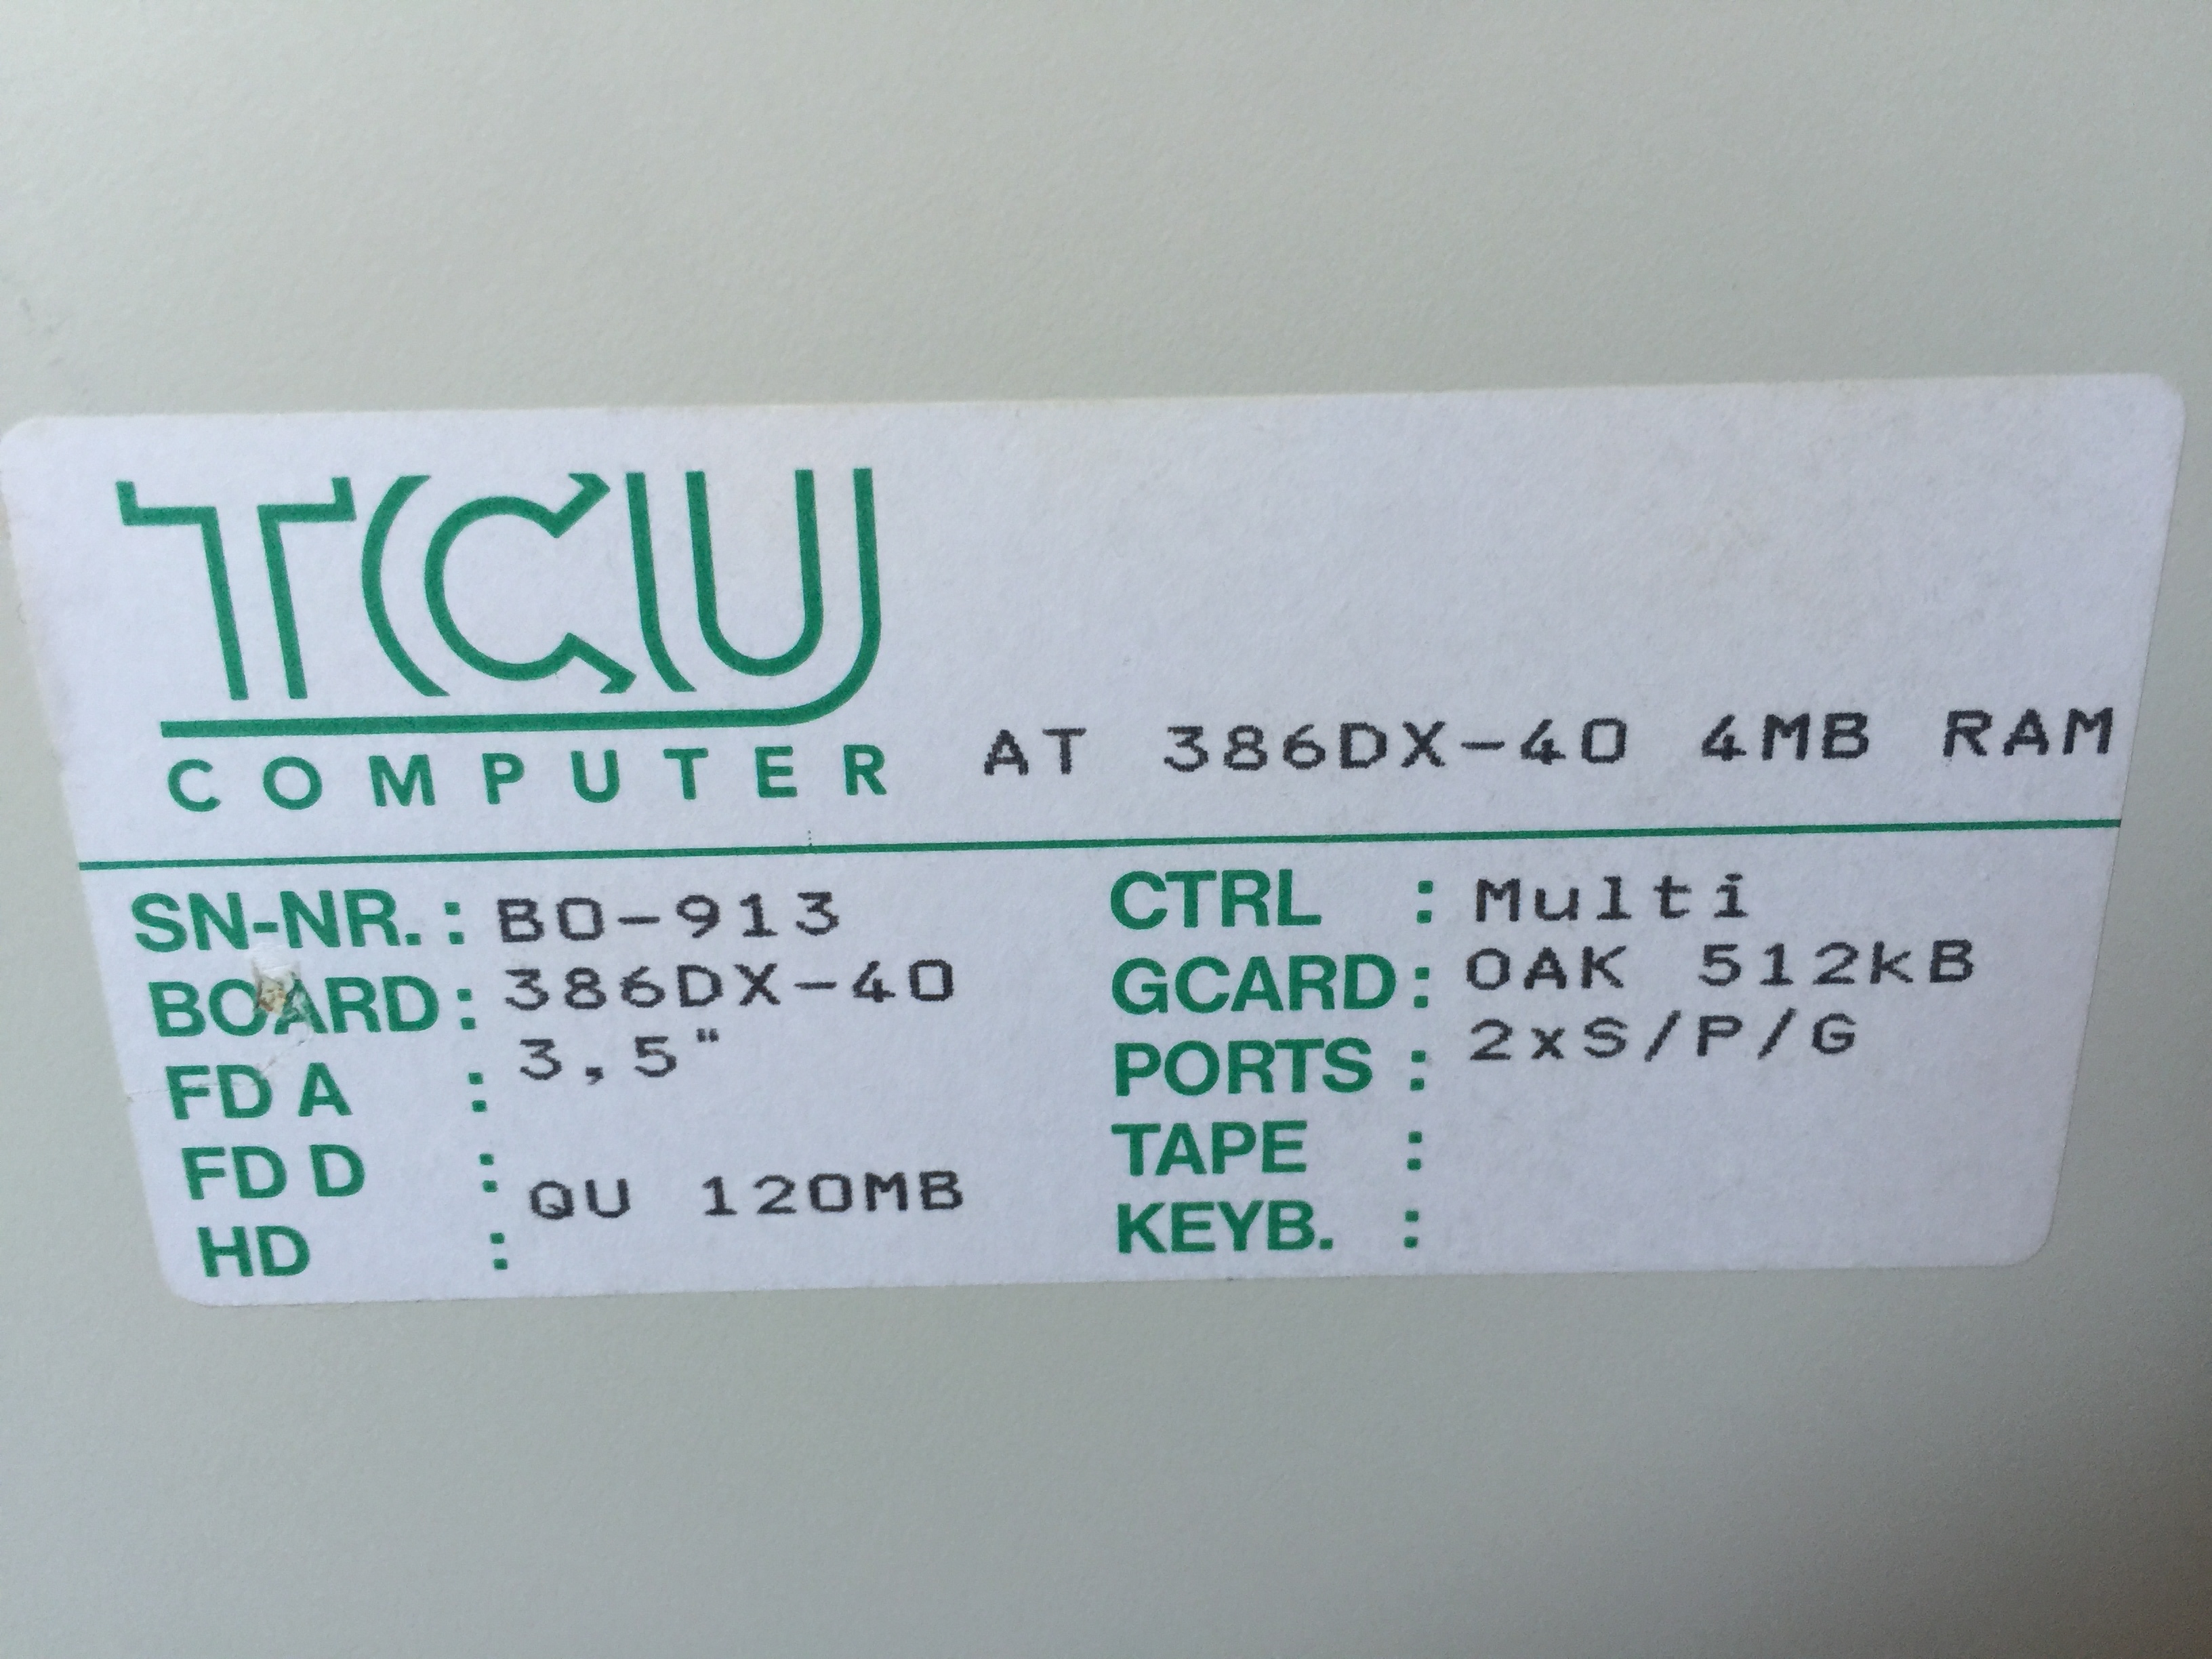 TCU
COMPUTER AT 386DX-40 4MB RAM
SN-NR. : BO-913
BOARD : 386DX-40
FD A : 3,5"
FD D :
HD : QU 120MB
CTRL : Multi
GCARD : OAK 512kB
PORTS : 2xS/P/G
TAPE :
KEYB. :